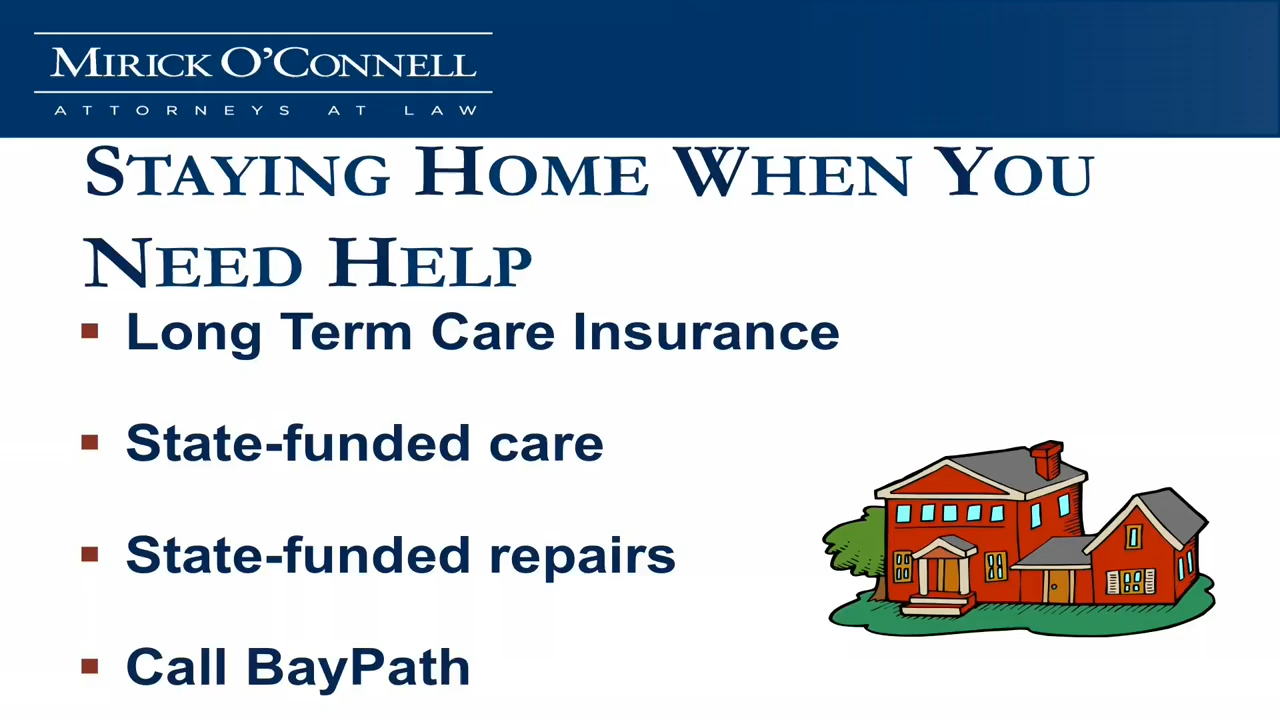 MIRICK O'CONNELL
ATTORNEYS AT LAW
STAYING HOME WHEN YOU
NEED HELP
Long Term Care Insurance
State-funded care
State-funded repairs
Call BayPath